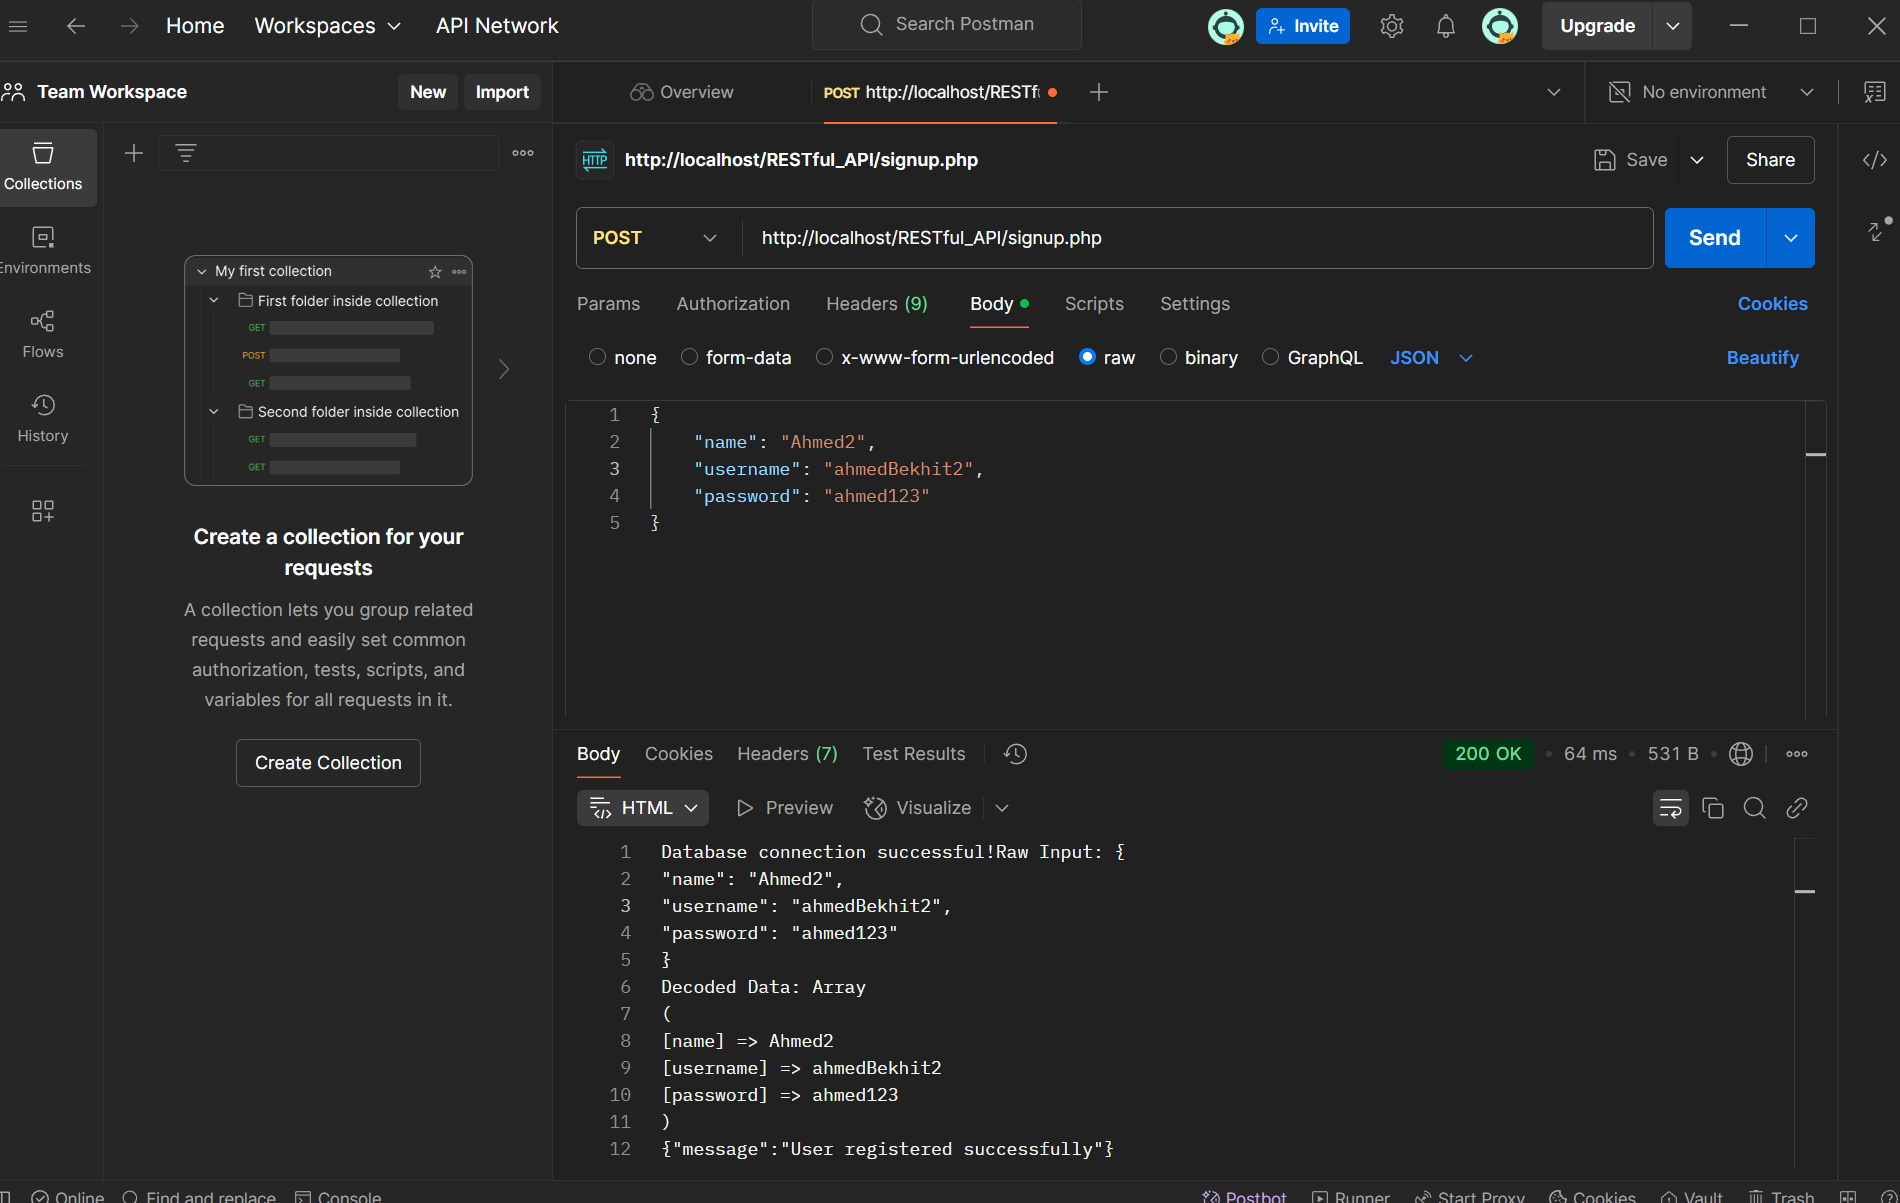 Home Workspaces API Network Search Postman Invite Upgrade
Team Workspace New Import Overview POST http://localhost/RESTf No environment
Collections
Environments
Flows
History
My first collection
First folder inside collection
GET
POST
GET
Second folder inside collection
GET
GET
Create a collection for your
requests
A collection lets you group related
requests and easily set common
authorization, tests, scripts, and
variables for all requests in it.
Create Collection
HTTP http://localhost/RESTful_API/signup.php Save Share
POST http://localhost/RESTful_API/signup.php Send
Params Authorization Headers (9) Body Scripts Settings Cookies
none form-data x-www-form-urlencoded raw binary GraphQL JSON Beautify
1 {
2 "name": "Ahmed2",
3 "username": "ahmedBekhit2",
4 "password": "ahmed123"
5 }
Body Cookies Headers (7) Test Results 200 OK • 64 ms • 531 B •
HTML Preview Visualize
1 Database connection successful!Raw Input: {
2 "name": "Ahmed2",
3 "username": "ahmedBekhit2",
4 "password": "ahmed123"
5 }
6 Decoded Data: Array
7 (
8 [name] => Ahmed2
9 [username] => ahmedBekhit2
10 [password] => ahmed123
11 )
12 {"message":"User registered successfully"}
Online Find and replace Console Postbot Runner Start Proxy Cookies Vault Trash